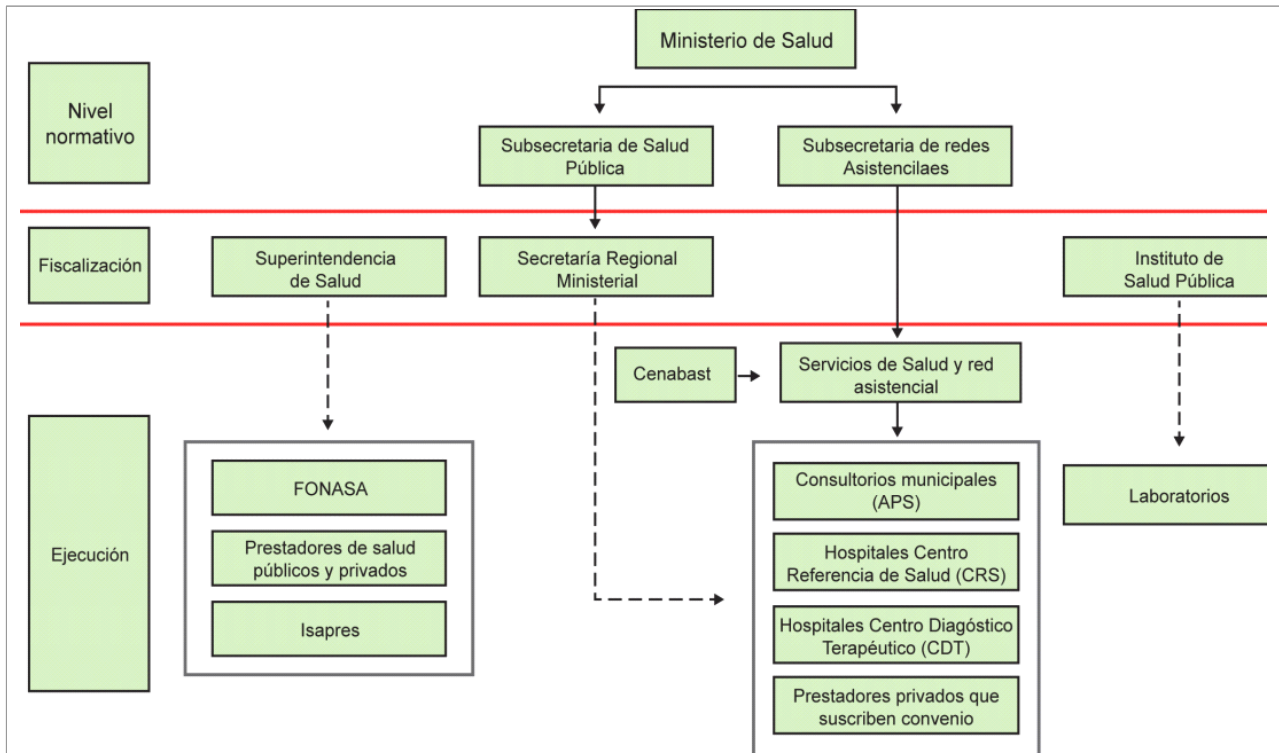 Ministerio de Salud
Nivel
normativo
Subsecretaria de Salud
Pública
Subsecretaria de redes
Asistencilaes
Fiscalización
Superintendencia
de Salud
Secretaría Regional
Ministerial
Instituto de
Salud Pública
Cenabast
Servicios de Salud y red
asistencial
Ejecución
FONASA
Prestadores de salud
públicos y privados
Isapres
Consultorios municipales
(APS)
Hospitales Centro
Referencia de Salud (CRS)
Hospitales Centro Diagóstico
Terapéutico (CDT)
Prestadores privados que
suscriben convenio
Laboratorios